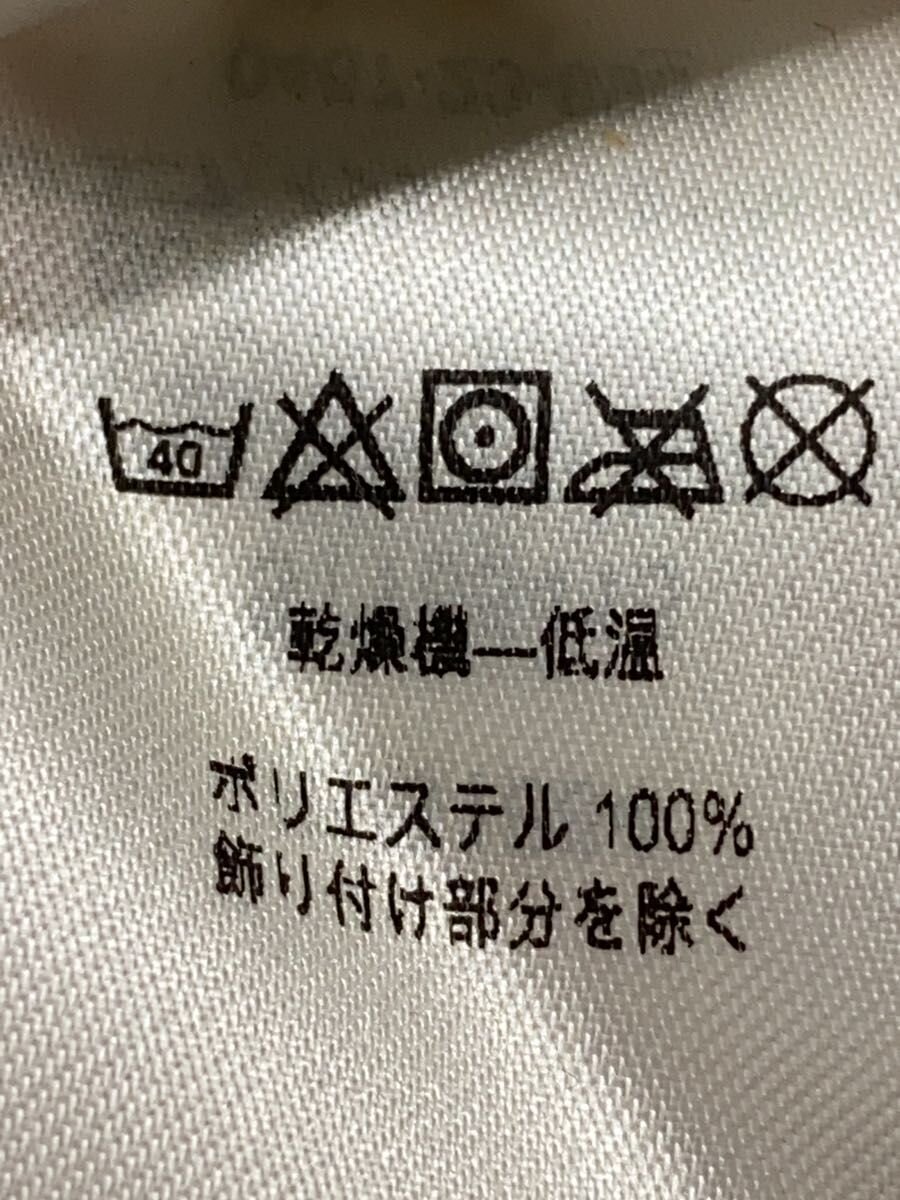 40
乾燥機—低温
ポリエステル 100%
飾り付け部分を除く